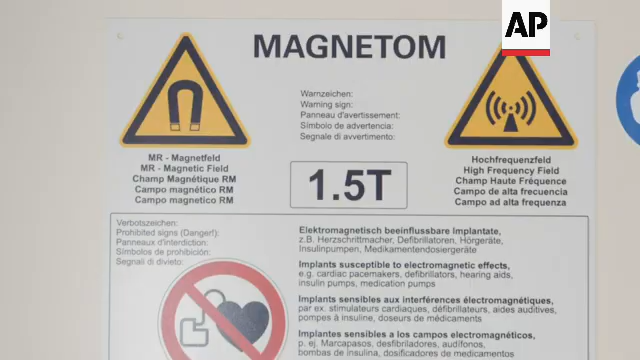 AP
MAGNETOM
Warnzeichen:
Warning sign:
Panneau d'avertissement:
Símbolo de advertencia:
Segnale di avvertimento:
MR - Magnetfeld
MR - Magnetic Field
Champ Magnétique RM
Campo magnético RM
Campo magnetico RM
1.5T
Hochfrequenzfeld
High Frequency Field
Champ Haute Fréquence
Campo de alta frecuencia
Campo ad alta frequenza
Verbotszeichen:
Prohibited signs (Danger!):
Panneaux d'interdiction:
Símbolos de prohibición:
Segnali di divieto:
Elektromagnetisch beeinflussbare Implantate,
z.B. Herzschrittmacher, Defibrillatoren, Hörgeräte,
Insulinpumpen, Medikamentendosiergeräte
Implants susceptible to electromagnetic effects,
e.g. cardiac pacemakers, defibrillators, hearing aids,
insulin pumps, medication pumps
Implants sensibles aux interférences éléctromagnétiques,
par ex. stimulateurs cardiaques, défibrillateurs, aides auditives,
pompes à insuline, doseurs de médicaments
Implantes sensibles a los campos electromagnéticos,
p. ej. Marcapasos, desfibriladores, audífonos,
bombas de insulina, dosificadores de medicamentos